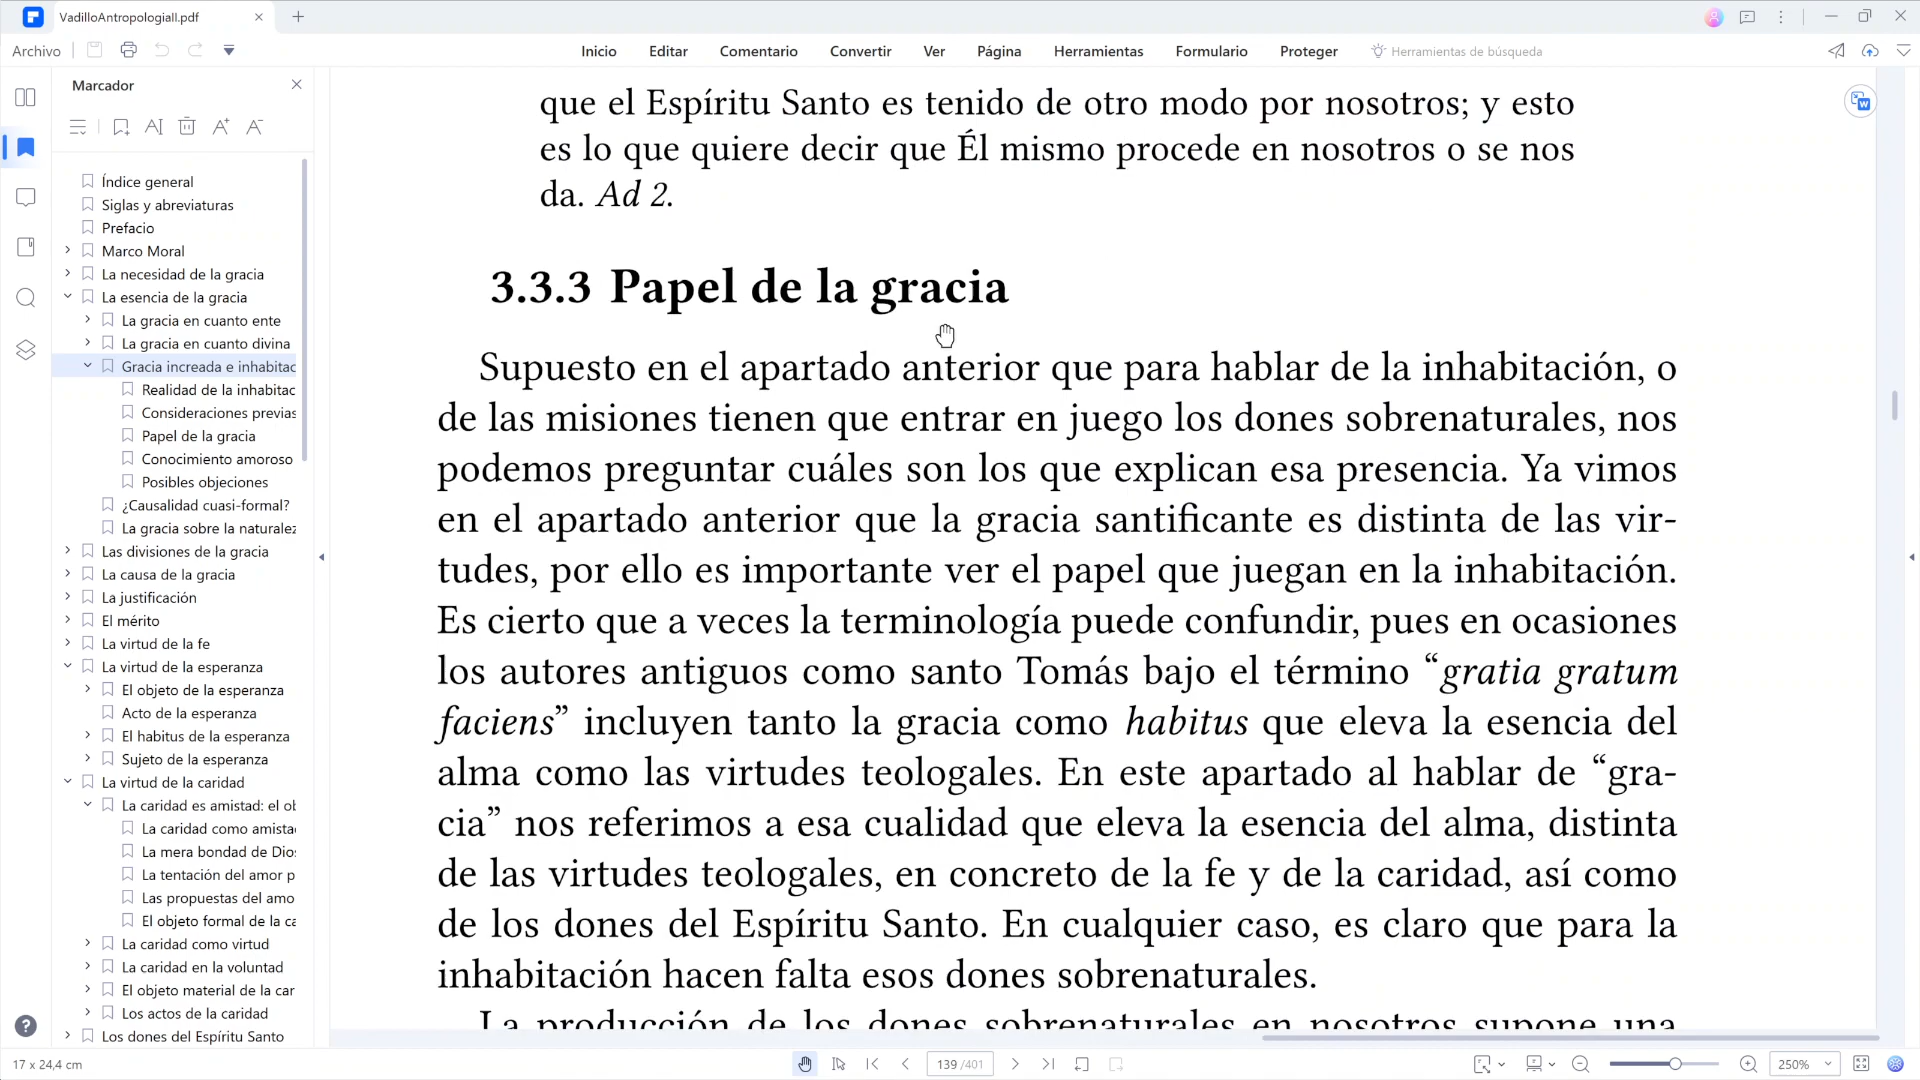 VadilloAntropologiaII.pdf
Archivo
Inicio
Editar
Comentario
Convertir
Ver
Página
Herramientas
Formulario
Proteger
Herramientas de búsqueda
Marcador
Índice general
Siglas y abreviaturas
Prefacio
Marco Moral
La necesidad de la gracia
La esencia de la gracia
La gracia en cuanto ente
La gracia en cuanto divina
Gracia increada e inhabitac
Realidad de la inhabitac
Consideraciones previas
Papel de la gracia
Conocimiento amoroso
Posibles objeciones
¿Causalidad cuasi-formal?
La gracia sobre la naturalez
Las divisiones de la gracia
La causa de la gracia
La justificación
El mérito
La virtud de la fe
La virtud de la esperanza
El objeto de la esperanza
Acto de la esperanza
El habitus de la esperanza
Sujeto de la esperanza
La virtud de la caridad
La caridad es amistad: el ob
La caridad como amista
La mera bondad de Dio
La tentación del amor p
Las propuestas del amo
El objeto formal de la ca
La caridad como virtud
La caridad en la voluntad
El objeto material de la car
Los actos de la caridad
Los dones del Espíritu Santo
que el Espíritu Santo es tenido de otro modo por nosotros; y esto
es lo que quiere decir que Él mismo procede en nosotros o se nos
da. Ad 2.
3.3.3 Papel de la gracia
Supuesto en el apartado anterior que para hablar de la inhabitación, o
de las misiones tienen que entrar en juego los dones sobrenaturales, nos
podemos preguntar cuáles son los que explican esa presencia. Ya vimos
en el apartado anterior que la gracia santificante es distinta de las vir-
tudes, por ello es importante ver el papel que juegan en la inhabitación.
Es cierto que a veces la terminología puede confundir, pues en ocasiones
los autores antiguos como santo Tomás bajo el término “gratia gratum
faciens” incluyen tanto la gracia como habitus que eleva la esencia del
alma como las virtudes teologales. En este apartado al hablar de “gra-
cia” nos referimos a esa cualidad que eleva la esencia del alma, distinta
de las virtudes teologales, en concreto de la fe y de la caridad, así como
de los dones del Espíritu Santo. En cualquier caso, es claro que para la
inhabitación hacen falta esos dones sobrenaturales.
La producción de los dones sobrenaturales en nosotros supone una
17 x 24,4 cm
139 /401
250%